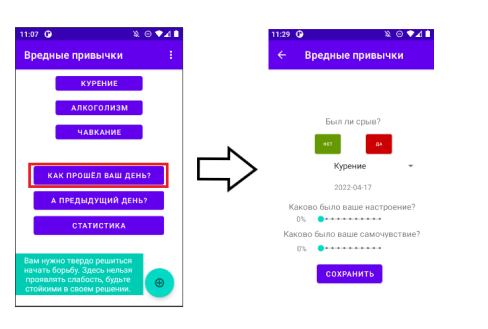 11:07
Вредные привычки
КУРЕНИЕ
АЛКОГОЛИЗМ
ЧАВКАНИЕ
КАК ПРОШЁЛ ВАШ ДЕНЬ?
А ПРЕДЫДУЩИЙ ДЕНЬ?
СТАТИСТИКА
Вам нужно твердо решиться
начать борьбу. Здесь нельзя
проявлять слабость, будьте
стойкими в своем решении.
11:29
Вредные привычки
Был ли срыв?
НЕТ
ДА
Курение
2022-04-17
Каково было ваше настроение?
0%
Каково было ваше самочувствие?
0%
СОХРАНИТЬ